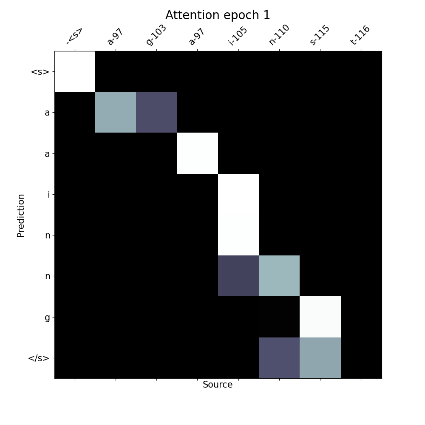 Attention epoch 1
-<s> a-97 g-103 a-97 i-105 n-110 s-115 t-116
<s>
a
a
i
n
n
g
</s>
Prediction
Source